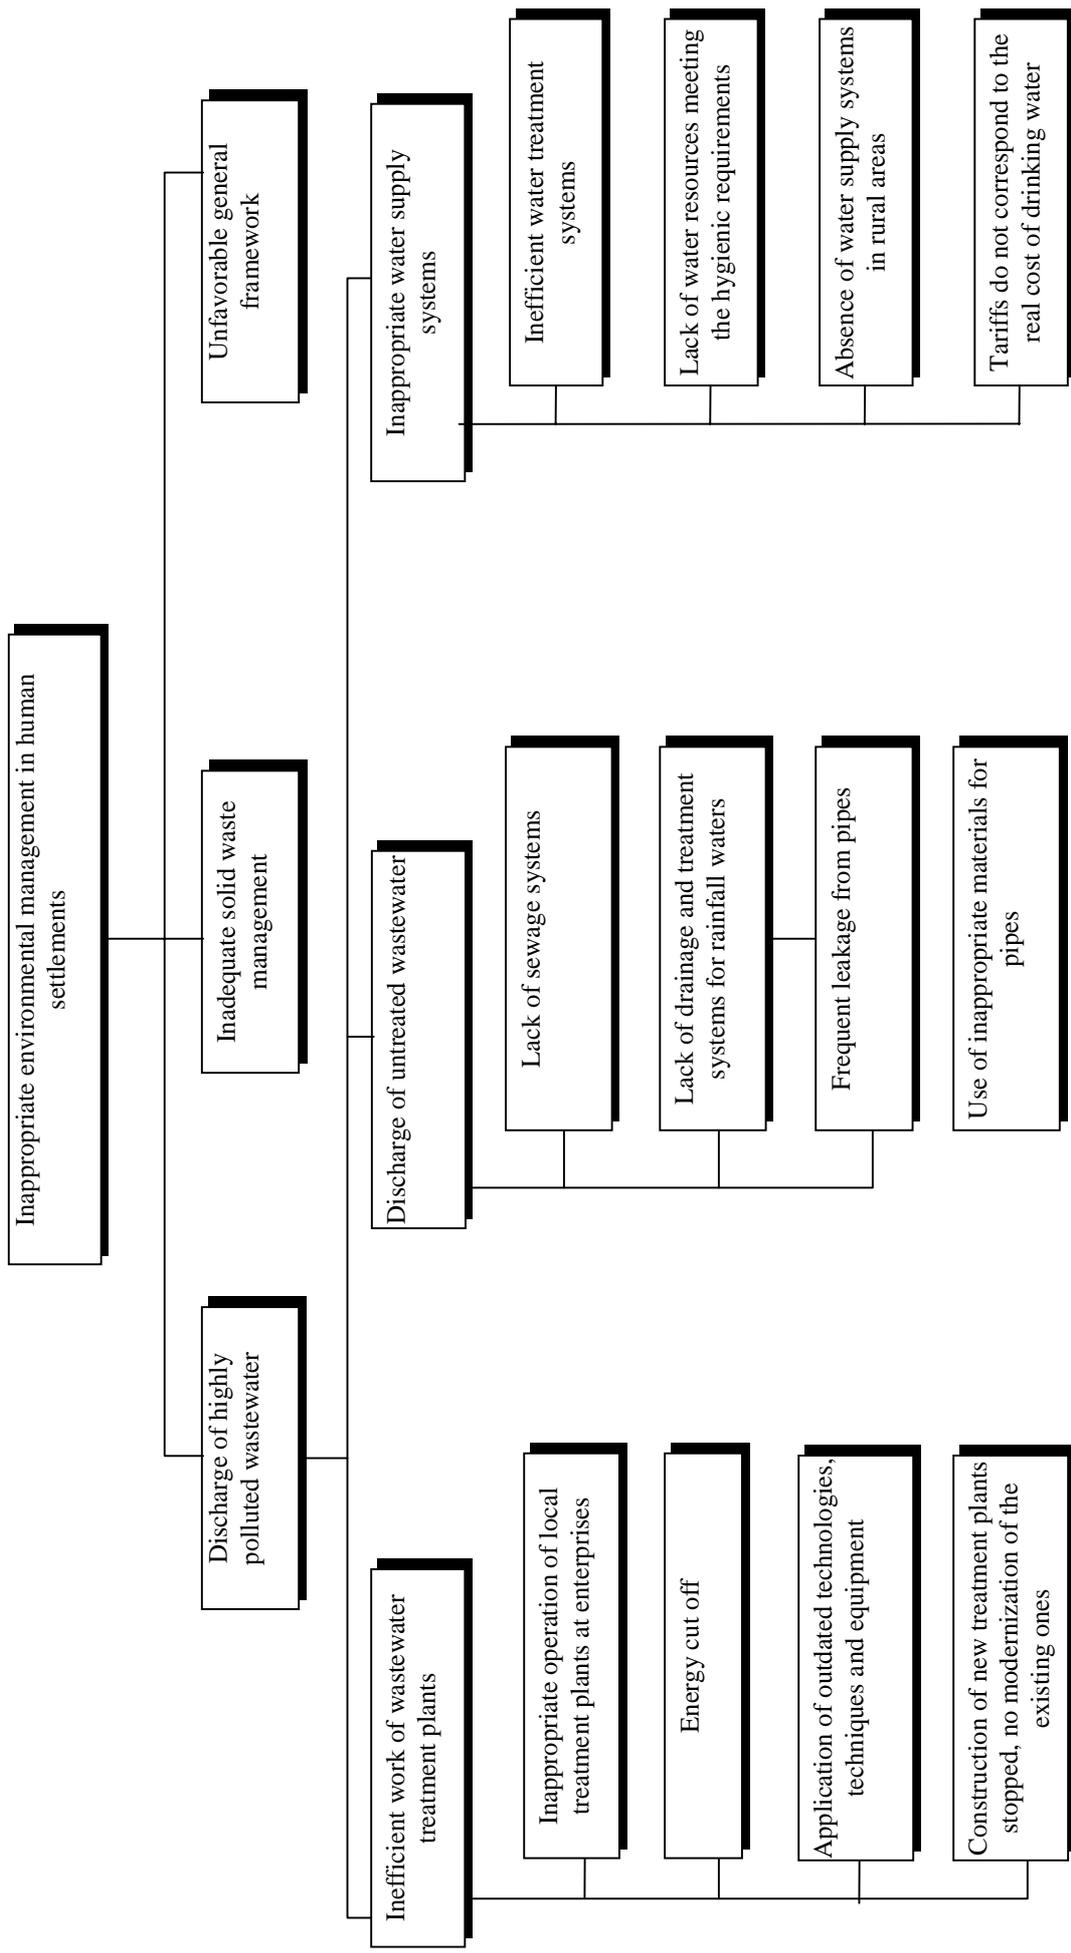 Inappropriate environmental management in human
settlements
Discharge of highly
polluted wastewater
Inadequate solid waste
management
Unfavorable general
framework
Inefficient work of wastewater
treatment plants
Discharge of untreated wastewater
Inappropriate water supply
systems
Inappropriate operation of local
treatment plants at enterprises
Energy cut off
Application of outdated technologies,
techniques and equipment
Construction of new treatment plants
stopped, no modernization of the
existing ones
Lack of sewage systems
Lack of drainage and treatment
systems for rainfall waters
Frequent leakage from pipes
Use of inappropriate materials for
pipes
Inefficient water treatment
systems
Lack of water resources meeting
the hygienic requirements
Absence of water supply systems
in rural areas
Tariffs do not correspond to the
real cost of drinking water